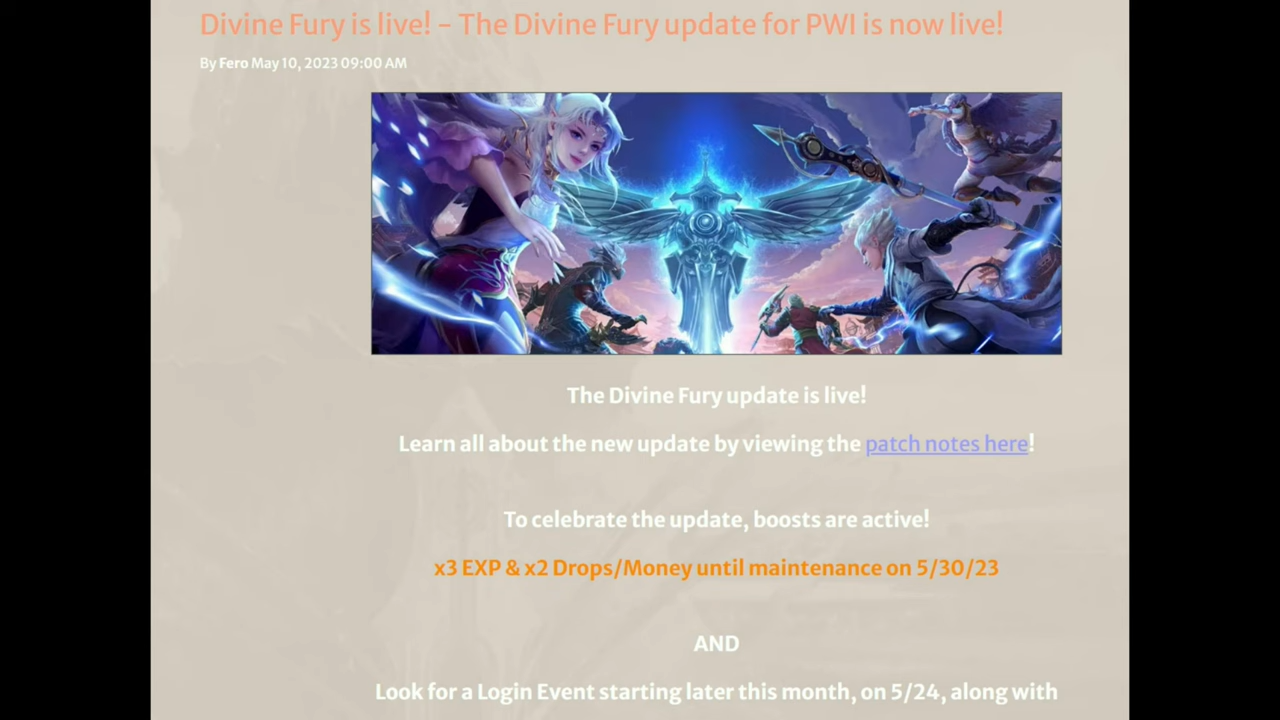 Divine Fury is live! – The Divine Fury update for PWI is now live!
By Fero May 10, 2023 09:00 AM
The Divine Fury update is live!
Learn all about the new update by viewing the patch notes here!
To celebrate the update, boosts are active!
x3 EXP & x2 Drops/Money until maintenance on 5/30/23
AND
Look for a Login Event starting later this month, on 5/24, along with